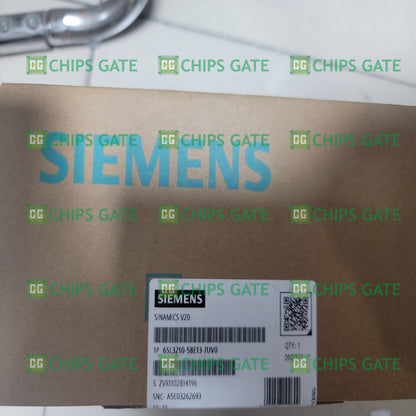 CHIPS GATE CHIPS GATE CHIPS GATE
CHIPS GATE CHIPS GATE CHIPS GATE
SIEMENS
CHIPS GATE CHIPS GATE CHIPS GATE
CHIPS GATE CHIPS GATE CHIPS GATE
SIEMENS
SINAMICS V20
1P 6SL3210-5BE13-7UV0
QTY: 1
CHIPS GATE CHIPS GATE CHIPS GATE
S ZVR1102814196
SNC- A5E03262693